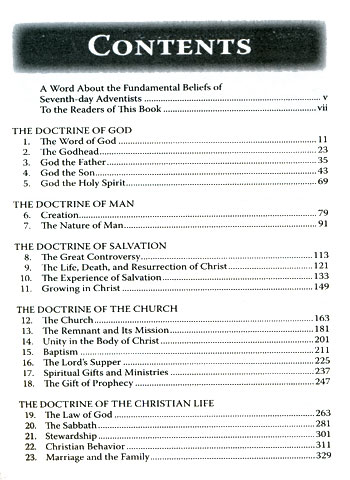 CONTENTS
A Word About the Fundamental Beliefs of
Seventh-day Adventists ........ v
To the Readers of This Book ........ vii
THE DOCTRINE OF GOD
1. The Word of God ........ 11
2. The Godhead ........ 23
3. God the Father ........ 35
4. God the Son ........ 43
5. God the Holy Spirit ........ 69
THE DOCTRINE OF MAN
6. Creation ........ 79
7. The Nature of Man ........ 91
THE DOCTRINE OF SALVATION
8. The Great Controversy ........ 113
9. The Life, Death, and Resurrection of Christ ........ 121
10. The Experience of Salvation ........ 133
11. Growing in Christ ........ 149
THE DOCTRINE OF THE CHURCH
12. The Church ........ 163
13. The Remnant and Its Mission ........ 181
14. Unity in the Body of Christ ........ 201
15. Baptism ........ 211
16. The Lord's Supper ........ 225
17. Spiritual Gifts and Ministries ........ 237
18. The Gift of Prophecy ........ 247
THE DOCTRINE OF THE CHRISTIAN LIFE
19. The Law of God ........ 263
20. The Sabbath ........ 281
21. Stewardship ........ 301
22. Christian Behavior ........ 311
23. Marriage and the Family ........ 329